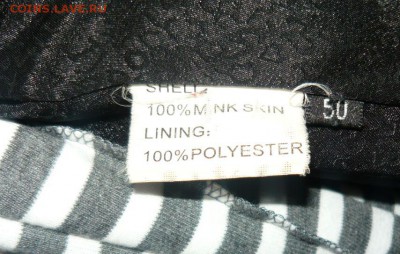 COINS.LAVE.RU
SHELL:
100%MINK SKIN
LINING:
100%POLYESTER
50